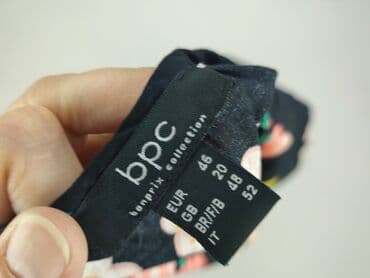 bpc
bonprix collection
EUR 46
GB 20
BR/F/B 48
IT 52